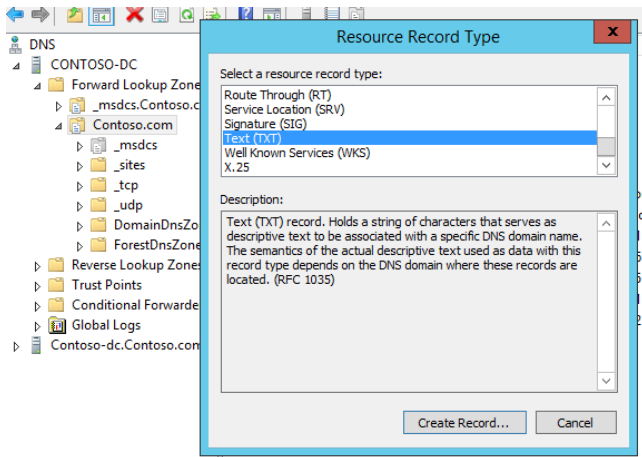 DNS
CONTOSO-DC
Forward Lookup Zone
_msdcs.Contoso.c
Contoso.com
_msdcs
_sites
_tcp
_udp
DomainDnsZo
ForestDnsZone
Reverse Lookup Zones
Trust Points
Conditional Forwarde
Global Logs
Contoso-dc.Contoso.com
Resource Record Type
x
Select a resource record type:
Route Through (RT)
Service Location (SRV)
Signature (SIG)
Text (TXT)
Well Known Services (WKS)
X.25
Description:
Text (TXT) record. Holds a string of characters that serves as
descriptive text to be associated with a specific DNS domain name.
The semantics of the actual descriptive text used as data with this
record type depends on the DNS domain where these records are
located. (RFC 1035)
Create Record...
Cancel